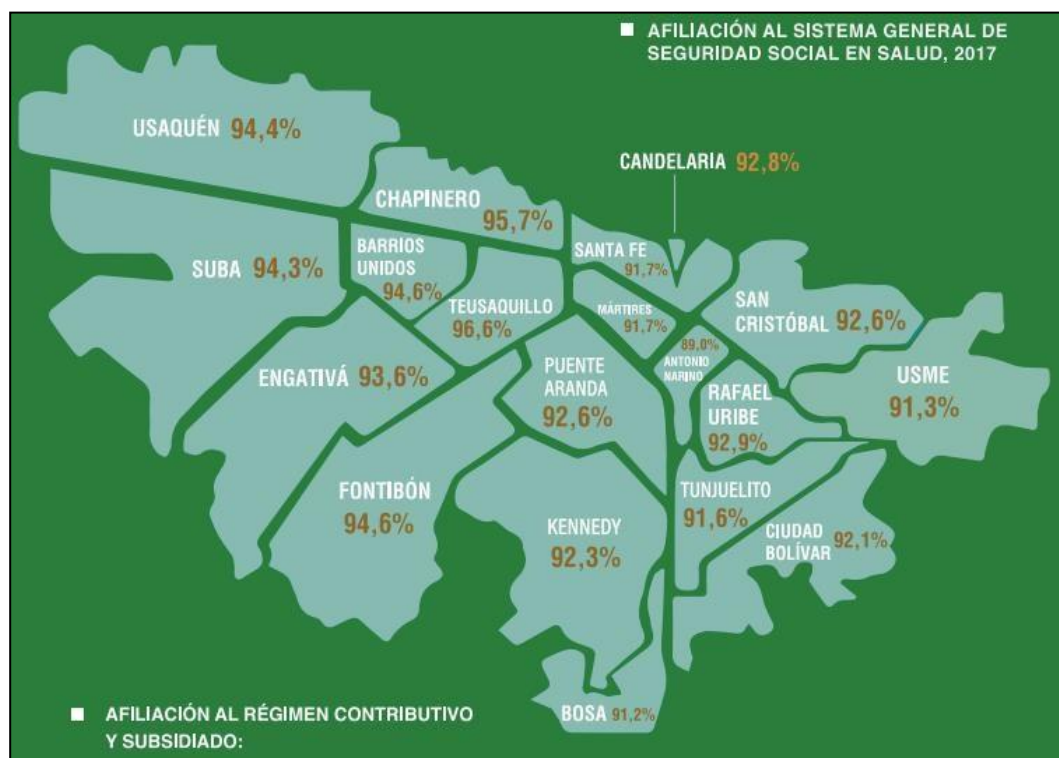 AFILIACIÓN AL SISTEMA GENERAL DE
SEGURIDAD SOCIAL EN SALUD, 2017
USAQUÉN 94,4%
CANDELARIA 92,8%
CHAPINERO
95,7%
SUBA 94,3%
BARRIOS
UNIDOS
94,6%
TEUSAQUILLO
96,6%
SANTA FE
91,7%
MÁRTIRES
91,7%
SAN
CRISTÓBAL 92,6%
ENGATIVÁ 93,6%
PUENTE
ARANDA
92,6%
89,0%
ANTONIO
NARINO
RAFAEL
URIBE
92,9%
USME
91,3%
FONTIBÓN
94,6%
KENNEDY
92,3%
TUNJUELITO
91,6%
CIUDAD
BOLÍVAR 92,1%
BOSA 91,2%
AFILIACIÓN AL RÉGIMEN CONTRIBUTIVO
Y SUBSIDIADO: